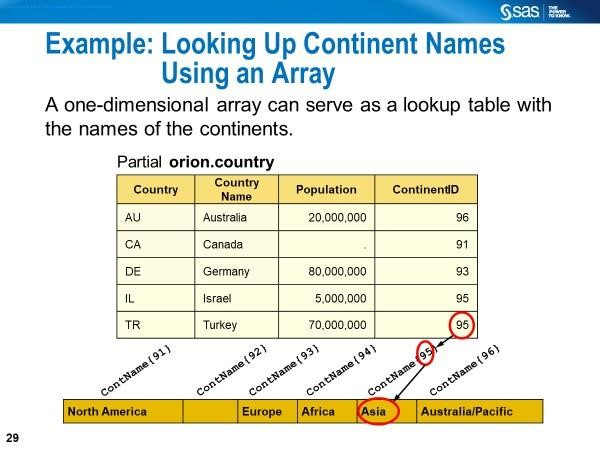 sas THE POWER TO KNOW.
Example: Looking Up Continent Names
Using an Array
A one-dimensional array can serve as a lookup table with
the names of the continents.
Partial orion.country
Country Country Name Population ContinentID
AU Australia 20,000,000 96
CA Canada . 91
DE Germany 80,000,000 93
IL Israel 5,000,000 95
TR Turkey 70,000,000 95
ContName{91} ContName{92} ContName{93} ContName{94} ContName{95} ContName{96}
North America Europe Africa Asia Australia/Pacific
29